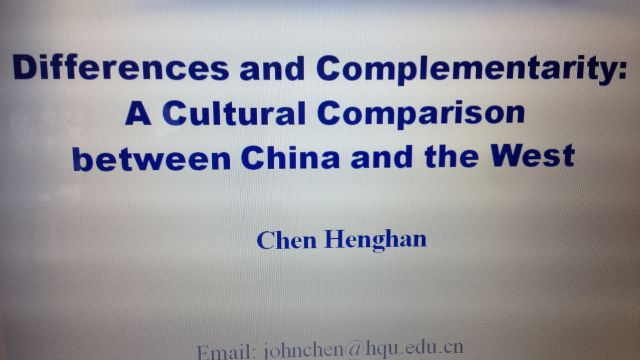 Differences and Complementarity:
A Cultural Comparison
between China and the West
Chen Henghan
Email: johnchen@hqu.edu.cn